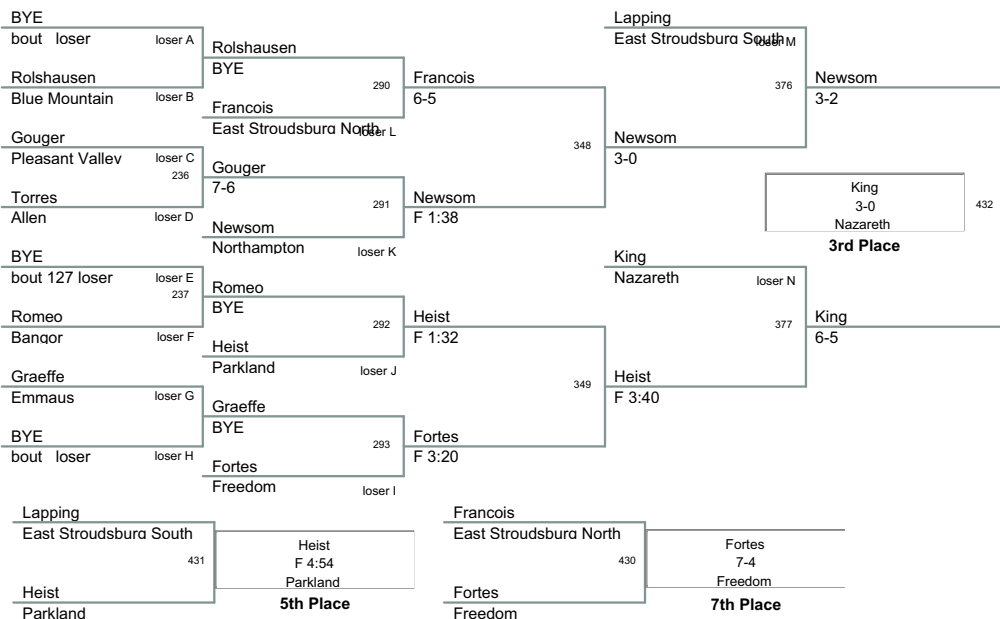 BYE
bout loser
loser A
Rolshausen
Blue Mountain
loser B
Gouger
Pleasant Valley
loser C
236
Torres
Allen
loser D
BYE
bout 127 loser
loser E
237
Romeo
Bangor
loser F
Graeffe
Emmaus
loser G
BYE
bout loser
loser H
Rolshausen
BYE
290
Francois
East Stroudsburg North
loser L
Gouger
7-6
291
Newsom
Northampton
loser K
Romeo
BYE
292
Heist
Parkland
loser J
Graeffe
BYE
293
Fortes
Freedom
loser I
Francois
6-5
348
Newsom
F 1:38
Heist
F 1:32
349
Fortes
F 3:20
Lapping
East Stroudsburg South
loser M
376
Newsom
3-0
King
Nazareth
loser N
377
Heist
F 3:40
Newsom
3-2
King
3-0
Nazareth
432
3rd Place
King
6-5
Lapping
East Stroudsburg South
431
Heist
Parkland
Heist
F 4:54
Parkland
5th Place
Francois
East Stroudsburg North
430
Fortes
Freedom
Fortes
7-4
Freedom
7th Place